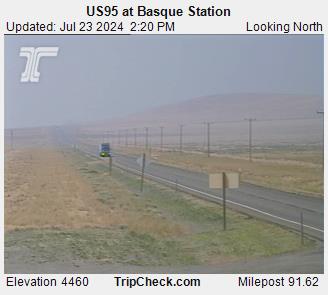 US95 at Basque Station
Updated: Jul 23 2024 2:20 PM Looking North
Elevation 4460 TripCheck.com Milepost 91.62